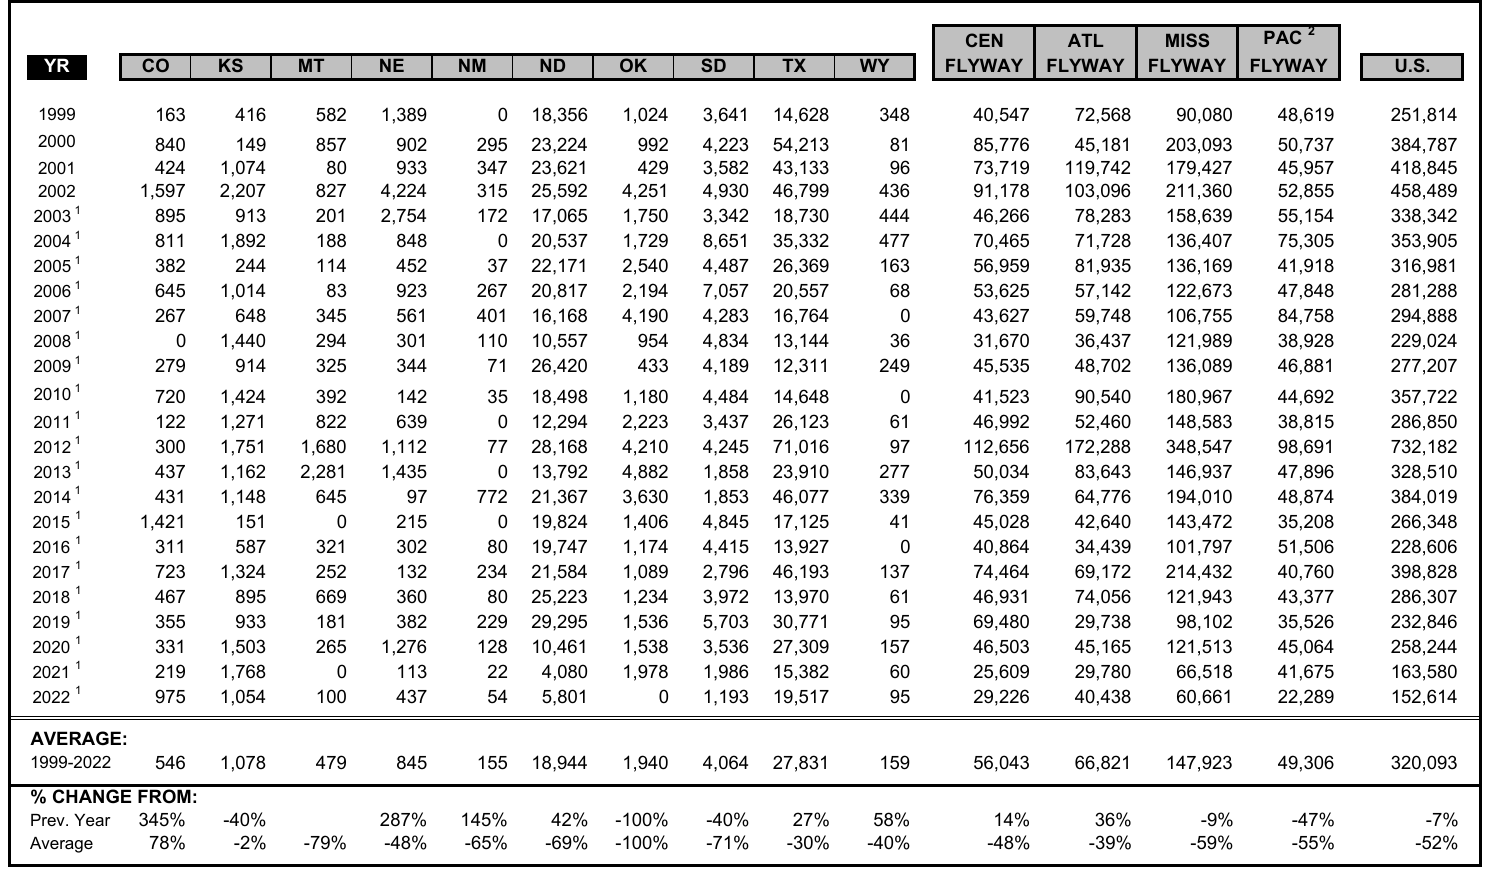 CEN ATL MISS PAC 2
YR CO KS MT NE NM ND OK SD TX WY FLYWAY FLYWAY FLYWAY FLYWAY U.S.
1999 163 416 582 1,389 0 18,356 1,024 3,641 14,628 348 40,547 72,568 90,080 48,619 251,814
2000 840 149 857 902 295 23,224 992 4,223 54,213 81 85,776 45,181 203,093 50,737 384,787
2001 424 1,074 80 933 347 23,621 429 3,582 43,133 96 73,719 119,742 179,427 45,957 418,845
2002 1,597 2,207 827 4,224 315 25,592 4,251 4,930 46,799 436 91,178 103,096 211,360 52,855 458,489
2003 1 895 913 201 2,754 172 17,065 1,750 3,342 18,730 444 46,266 78,283 158,639 55,154 338,342
2004 1 811 1,892 188 848 0 20,537 1,729 8,651 35,332 477 70,465 71,728 136,407 75,305 353,905
2005 1 382 244 114 452 37 22,171 2,540 4,487 26,369 163 56,959 81,935 136,169 41,918 316,981
2006 1 645 1,014 83 923 267 20,817 2,194 7,057 20,557 68 53,625 57,142 122,673 47,848 281,288
2007 1 267 648 345 561 401 16,168 4,190 4,283 16,764 0 43,627 59,748 106,755 84,758 294,888
2008 1 0 1,440 294 301 110 10,557 954 4,834 13,144 36 31,670 36,437 121,989 38,928 229,024
2009 1 279 914 325 344 71 26,420 433 4,189 12,311 249 45,535 48,702 136,089 46,881 277,207
2010 1 720 1,424 392 142 35 18,498 1,180 4,484 14,648 0 41,523 90,540 180,967 44,692 357,722
2011 1 122 1,271 822 639 0 12,294 2,223 3,437 26,123 61 46,992 52,460 148,583 38,815 286,850
2012 1 300 1,751 1,680 1,112 77 28,168 4,210 4,245 71,016 97 112,656 172,288 348,547 98,691 732,182
2013 1 437 1,162 2,281 1,435 0 13,792 4,882 1,858 23,910 277 50,034 83,643 146,937 47,896 328,510
2014 1 431 1,148 645 97 772 21,367 3,630 1,853 46,077 339 76,359 64,776 194,010 48,874 384,019
2015 1 1,421 151 0 215 0 19,824 1,406 4,845 17,125 41 45,028 42,640 143,472 35,208 266,348
2016 1 311 587 321 302 80 19,747 1,174 4,415 13,927 0 40,864 34,439 101,797 51,506 228,606
2017 1 723 1,324 252 132 234 21,584 1,089 2,796 46,193 137 74,464 69,172 214,432 40,760 398,828
2018 1 467 895 669 360 80 25,223 1,234 3,972 13,970 61 46,931 74,056 121,943 43,377 286,307
2019 1 355 933 181 382 229 29,295 1,536 5,703 30,771 95 69,480 29,738 98,102 35,526 232,846
2020 1 331 1,503 265 1,276 128 10,461 1,538 3,536 27,309 157 46,503 45,165 121,513 45,064 258,244
2021 1 219 1,768 0 113 22 4,080 1,978 1,986 15,382 60 25,609 29,780 66,518 41,675 163,580
2022 1 975 1,054 100 437 54 5,801 0 1,193 19,517 95 29,226 40,438 60,661 22,289 152,614
AVERAGE:
1999-2022 546 1,078 479 845 155 18,944 1,940 4,064 27,831 159 56,043 66,821 147,923 49,306 320,093
% CHANGE FROM:
Prev. Year 345% -40% 287% 145% 42% -100% -40% 27% 58% 14% 36% -9% -47% -7%
Average 78% -2% -79% -48% -65% -69% -100% -71% -30% -40% -48% -39% -59% -55% -52%